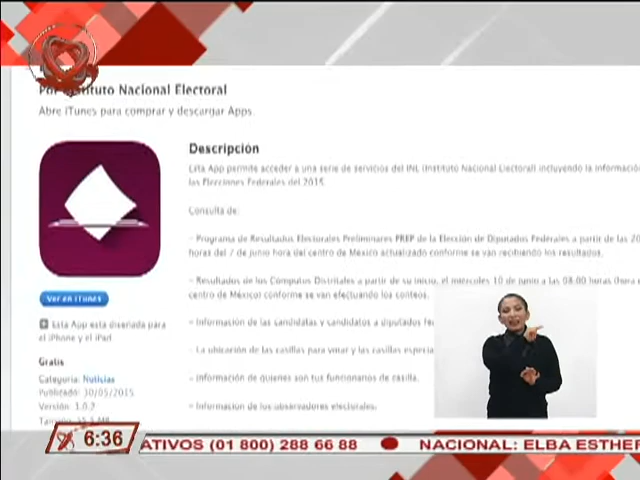 Por Instituto Nacional Electoral
Abre iTunes para comprar y descargar Apps.
Descripción
Esta App permite acceder a una serie de servicios del INE (Instituto Nacional Electoral) incluyendo la información
las Elecciones Federales del 2015.
Consulta de:
- Programa de Resultados Electorales Preliminares PREP de la Elección de Diputados Federales a partir de las 20
horas del 7 de junio hora del centro de México actualizado conforme se van recibiendo los resultados.
- Resultados de los Cómputos Distritales a partir de su inicio, el miércoles 10 de junio a las 08:00 horas (hora
centro de México) conforme se van efectuando los conteos.
- Información de las candidatas y candidatos a diputados fe
- La ubicación de las casillas para votar y las casillas especia
- Información de quienes son tus funcionarios de casilla.
- Información de los observadores electorales.
Ver en iTunes
Esta App está diseñada para
el iPhone y el iPad
Gratis
Categoría: Noticias
Publicado: 30/05/2015
Versión: 1.0.2
6:36
ATIVOS (01 800) 288 66 88
NACIONAL: ELBA ESTHER